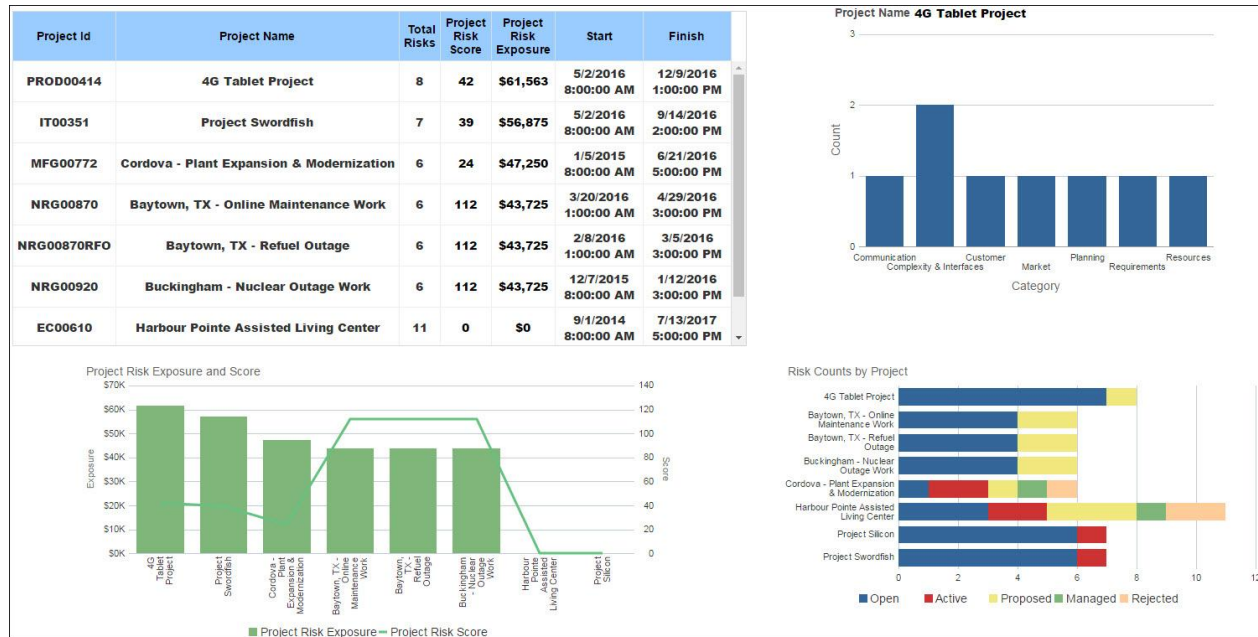 Project Id
Project Name
Total
Risks
Project
Risk
Score
Project
Risk
Exposure
Start
Finish
PROD00414
4G Tablet Project
8
42
$61,563
5/2/2016
8:00:00 AM
12/9/2016
1:00:00 PM
IT00351
Project Swordfish
7
39
$56,875
5/2/2016
8:00:00 AM
9/14/2016
2:00:00 PM
MFG00772
Cordova - Plant Expansion & Modernization
6
24
$47,250
1/5/2015
8:00:00 AM
6/21/2016
5:00:00 PM
NRG00870
Baytown, TX - Online Maintenance Work
6
112
$43,725
3/20/2016
1:00:00 AM
4/29/2016
3:00:00 PM
NRG00870RFO
Baytown, TX - Refuel Outage
6
112
$43,725
2/8/2016
1:00:00 AM
3/5/2016
3:00:00 PM
NRG00920
Buckingham - Nuclear Outage Work
6
112
$43,725
12/7/2015
8:00:00 AM
1/12/2016
3:00:00 PM
EC00610
Harbour Pointe Assisted Living Center
11
0
$0
9/1/2014
8:00:00 AM
7/13/2017
5:00:00 PM
Project Name 4G Tablet Project
3
2
1
0
Count
Communication
Complexity & Interfaces
Customer
Market
Planning
Requirements
Resources
Category
Project Risk Exposure and Score
$70K
$60K
$50K
$40K
$30K
$20K
$10K
$0K
Exposure
140
120
100
80
60
40
20
0
Score
4G
Tablet
Project
Project
Swordfish
Cordova -
Plant
Expansion &
Modernization
Baytown, TX -
Online
Maintenance
Work
Baytown,
TX -
Refuel
Outage
Buckingham
- Nuclear
Outage
Work
Harbour
Pointe
Assisted
Living Center
Project
Silicon
Project Risk Exposure
Project Risk Score
Risk Counts by Project
4G Tablet Project
Baytown, TX - Online
Maintenance Work
Baytown, TX - Refuel
Outage
Buckingham - Nuclear
Outage Work
Cordova - Plant Expansion
& Modernization
Harbour Pointe Assisted
Living Center
Project Silicon
Project Swordfish
0
2
4
6
8
10
12
Open
Active
Proposed
Managed
Rejected